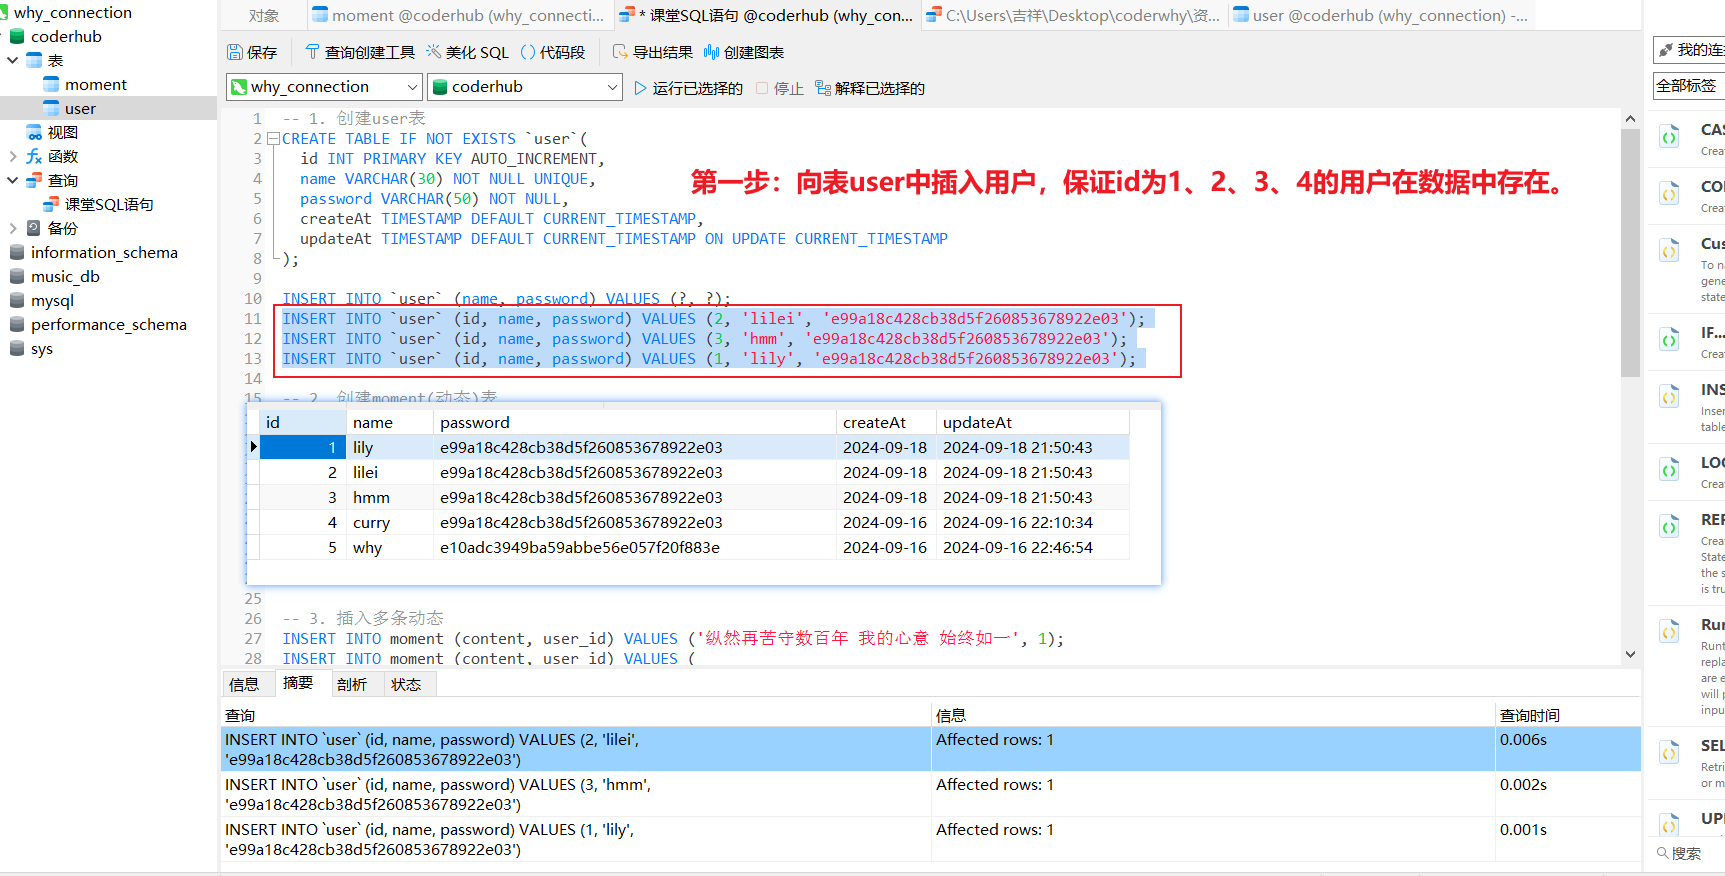 why_connection
coderhub
表
moment
user
视图
函数
查询
课堂SQL语句
备份
information_schema
music_db
mysql
performance_schema
sys
对象
moment @coderhub (why_connecti...
* 课堂SQL语句 @coderhub (why_con...
C:\Users\吉祥\Desktop\coderwhy\资...
user @coderhub (why_connection) -...
保存
查询创建工具
美化 SQL
代码段
导出结果
创建图表
why_connection
coderhub
运行已选择的
停止
解释已选择的
1 -- 1. 创建user表
2 CREATE TABLE IF NOT EXISTS `user`(
3 id INT PRIMARY KEY AUTO_INCREMENT,
4 name VARCHAR(30) NOT NULL UNIQUE,
5 password VARCHAR(50) NOT NULL,
6 createAt TIMESTAMP DEFAULT CURRENT_TIMESTAMP,
7 updateAt TIMESTAMP DEFAULT CURRENT_TIMESTAMP ON UPDATE CURRENT_TIMESTAMP
8 );
9
第一步：向表user中插入用户，保证id为1、2、3、4的用户在数据中存在。
10 INSERT INTO `user` (name, password) VALUES (?, ?);
11 INSERT INTO `user` (id, name, password) VALUES (2, 'lilei', 'e99a18c428cb38d5f260853678922e03');
12 INSERT INTO `user` (id, name, password) VALUES (3, 'hmm', 'e99a18c428cb38d5f260853678922e03');
13 INSERT INTO `user` (id, name, password) VALUES (1, 'lily', 'e99a18c428cb38d5f260853678922e03');
14
15 -- 2. 创建moment(动态)表
id name password createAt updateAt
1 lily e99a18c428cb38d5f260853678922e03 2024-09-18 2024-09-18 21:50:43
2 lilei e99a18c428cb38d5f260853678922e03 2024-09-18 2024-09-18 21:50:43
3 hmm e99a18c428cb38d5f260853678922e03 2024-09-18 2024-09-18 21:50:43
4 curry e99a18c428cb38d5f260853678922e03 2024-09-16 2024-09-16 22:10:34
5 why e10adc3949ba59abbe56e057f20f883e 2024-09-16 2024-09-16 22:46:54
25
26 -- 3. 插入多条动态
27 INSERT INTO moment (content, user_id) VALUES ('纵然再苦守数百年 我的心意 始终如一', 1);
28 INSERT INTO moment (content, user_id) VALUES (
信息 摘要 剖析 状态
查询 信息 查询时间
INSERT INTO `user` (id, name, password) VALUES (2, 'lilei', Affected rows: 1 0.006s
'e99a18c428cb38d5f260853678922e03')
INSERT INTO `user` (id, name, password) VALUES (3, 'hmm', Affected rows: 1 0.002s
'e99a18c428cb38d5f260853678922e03')
INSERT INTO `user` (id, name, password) VALUES (1, 'lily', Affected rows: 1 0.001s
'e99a18c428cb38d5f260853678922e03')
我的连
全部标签
CAS
Crea
CO
Crea
Cus
To n
gene
state
IF...
Crea
INS
Inser
table
LOO
Crea
REP
Crea
State
the s
is tru
Run
Runt
repla
are e
will p
inpu
SEL
Retri
or m
UPD
搜索